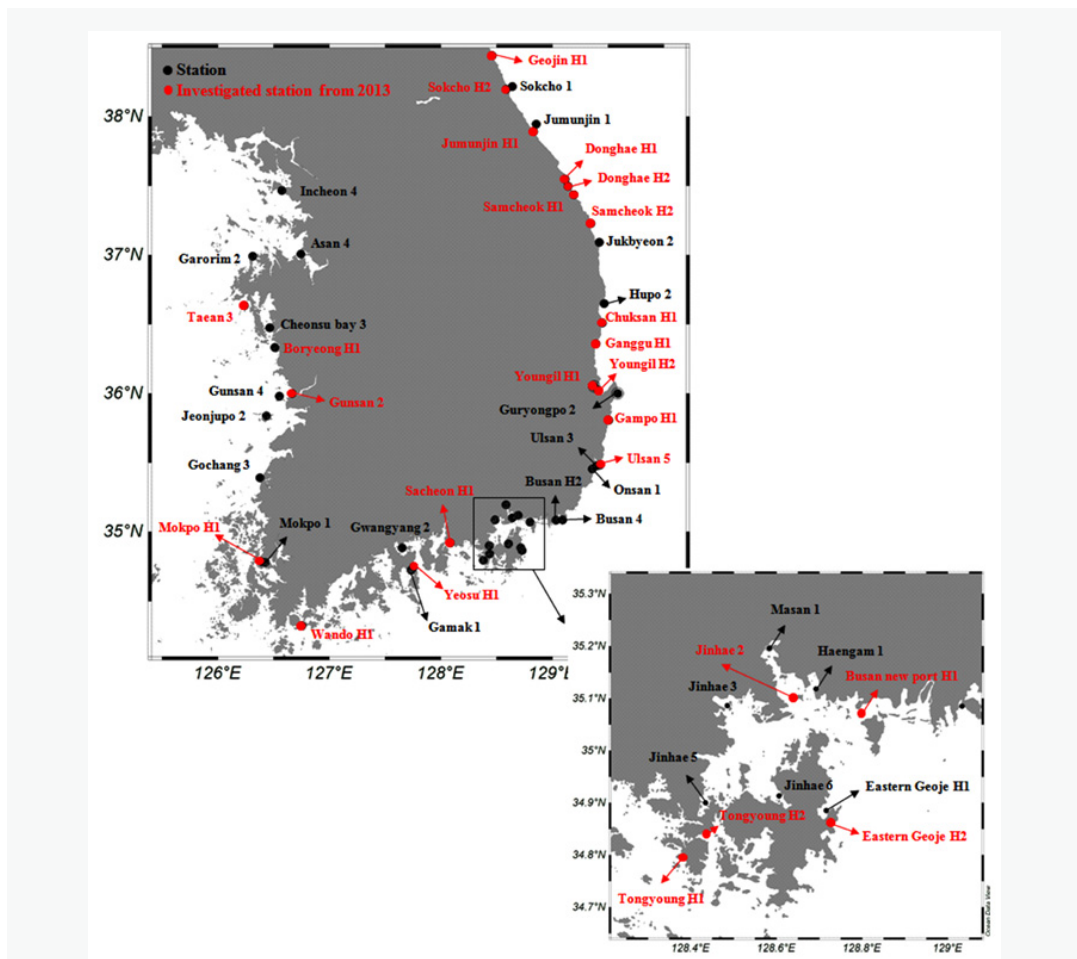 Geojin H1
Station
Investigated station from 2013
Sokcho H2
Sokcho 1
38°N
Jumunjin 1
Jumunjin H1
Donghae H1
Donghae H2
Incheon 4
Samcheok H1
Samcheok H2
Asan 4
Jukbyeon 2
37°N
Garorim 2
Hupo 2
Taean 3
Chuksan H1
Cheonsu bay 3
Ganggu H1
Boryeong H1
Youngil H2
Youngil H1
36°N
Gunsan 4
Gunsan 2
Guryongpo 2
Jeonjupo 2
Gampo H1
Ulsan 3
Ulsan 5
Gochang 3
Busan H2
Onsan 1
Sacheon H1
Busan 4
Mokpo H1
Mokpo 1
Gwangyang 2
35°N
Yeosu H1
Wando H1
Gamak 1
126°E
127°E
128°E
129°E
35.3°N
Masan 1
35.2°N
Jinhae 2
Haengam 1
Busan new port H1
Jinhae 3
35.1°N
35°N
Jinhae 5
Jinhae 6
Eastern Geoje H1
34.9°N
Tongyoung H2
Eastern Geoje H2
34.8°N
Tongyoung H1
34.7°N
Ocean Data View
128.4°E
128.6°E
128.8°E
129°E